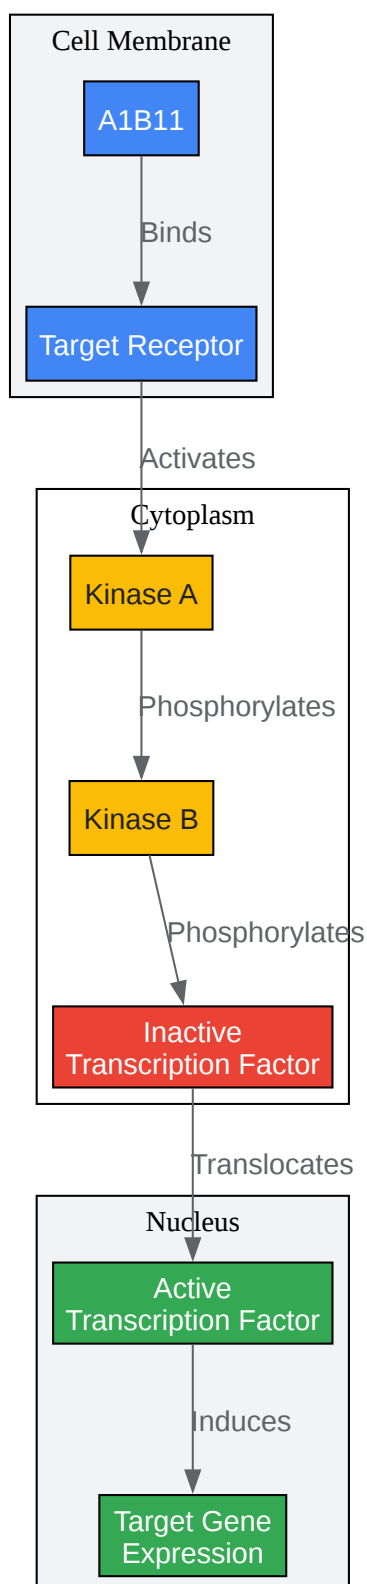 Cell Membrane
A1B11
Binds
Target Receptor
Activates
Cytoplasm
Kinase A
Phosphorylates
Kinase B
Phosphorylates
Inactive
Transcription Factor
Translocates
Nucleus
Active
Transcription Factor
Induces
Target Gene
Expression